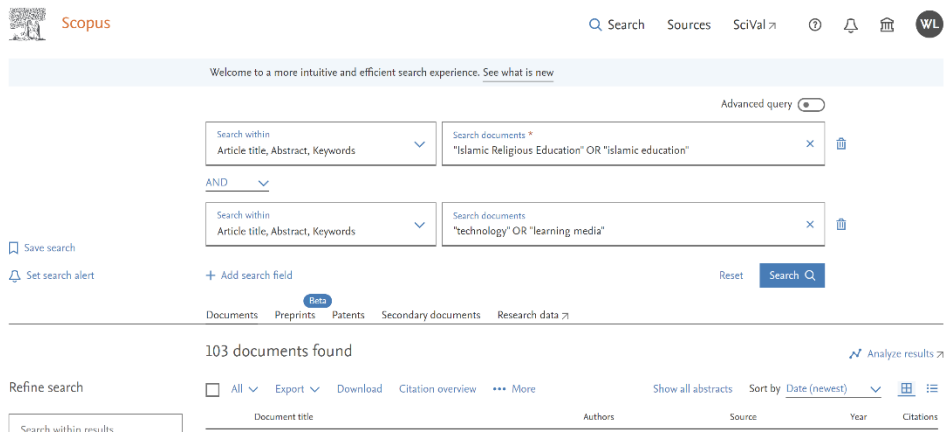 Scopus
Search Sources SciVal WL
Welcome to a more intuitive and efficient search experience. See what is new
Advanced query
Search within
Article title, Abstract, Keywords
Search documents *
"Islamic Religious Education" OR "islamic education"
AND
Search within
Article title, Abstract, Keywords
Search documents
"technology" OR "learning media"
Save search
Set search alert
Add search field
Reset
Search
Beta
Documents Preprints Patents Secondary documents Research data
103 documents found
Analyze results
Refine search
All Export Download Citation overview More Show all abstracts Sort by Date (newest)
Document title Authors Source Year Citations
Search within results